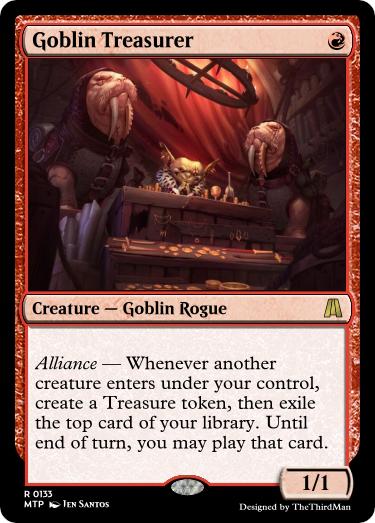 Goblin Treasurer
Creature — Goblin Rogue
Alliance — Whenever another
creature enters under your control,
create a Treasure token, then exile
the top card of your library. Until
end of turn, you may play that card.
1/1
R 0133
MTP Jen Santos
Designed by TheThirdMan